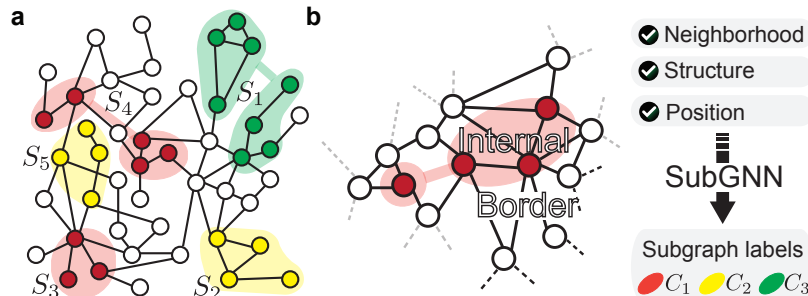 a
b
S1
S4
S5
S3
S2
Internal
Border
Neighborhood
Structure
Position
SubGNN
Subgraph labels
C1 C2 C3